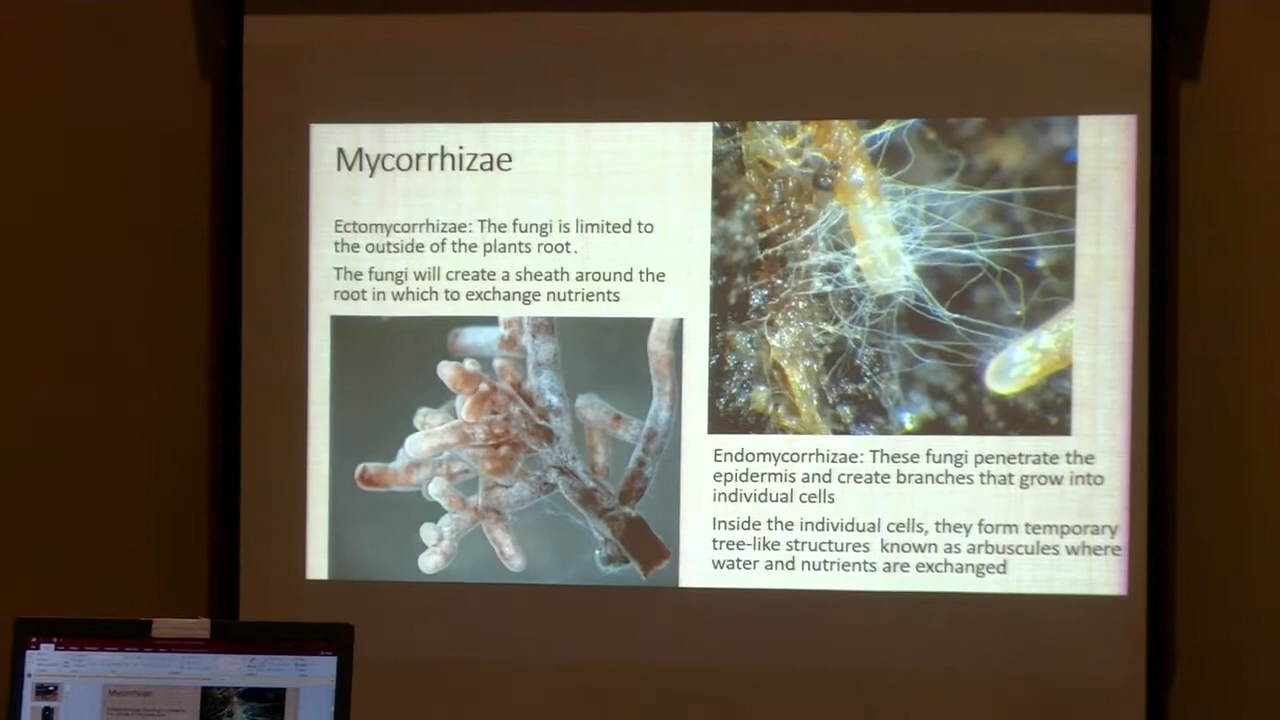 Mycorrhizae
Ectomycorrhizae: The fungi is limited to
the outside of the plants root.
The fungi will create a sheath around the
root in which to exchange nutrients
Endomycorrhizae: These fungi penetrate the
epidermis and create branches that grow into
individual cells
Inside the individual cells, they form temporary
tree-like structures known as arbuscules where
water and nutrients are exchanged
Mycorrhizae